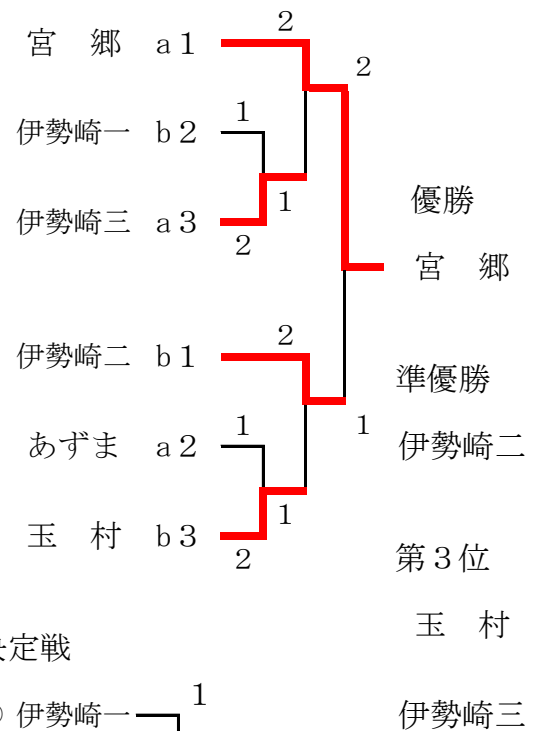 2
宮　郷　a1
2
1
伊勢崎一　b2
優勝
1
伊勢崎三　a3
2
宮　郷
2
伊勢崎二　b1
準優勝
1
1
あずま　a2
伊勢崎二
1
玉　村　b3
2
第３位
玉　村
定戦
1
伊勢崎一
伊勢崎三